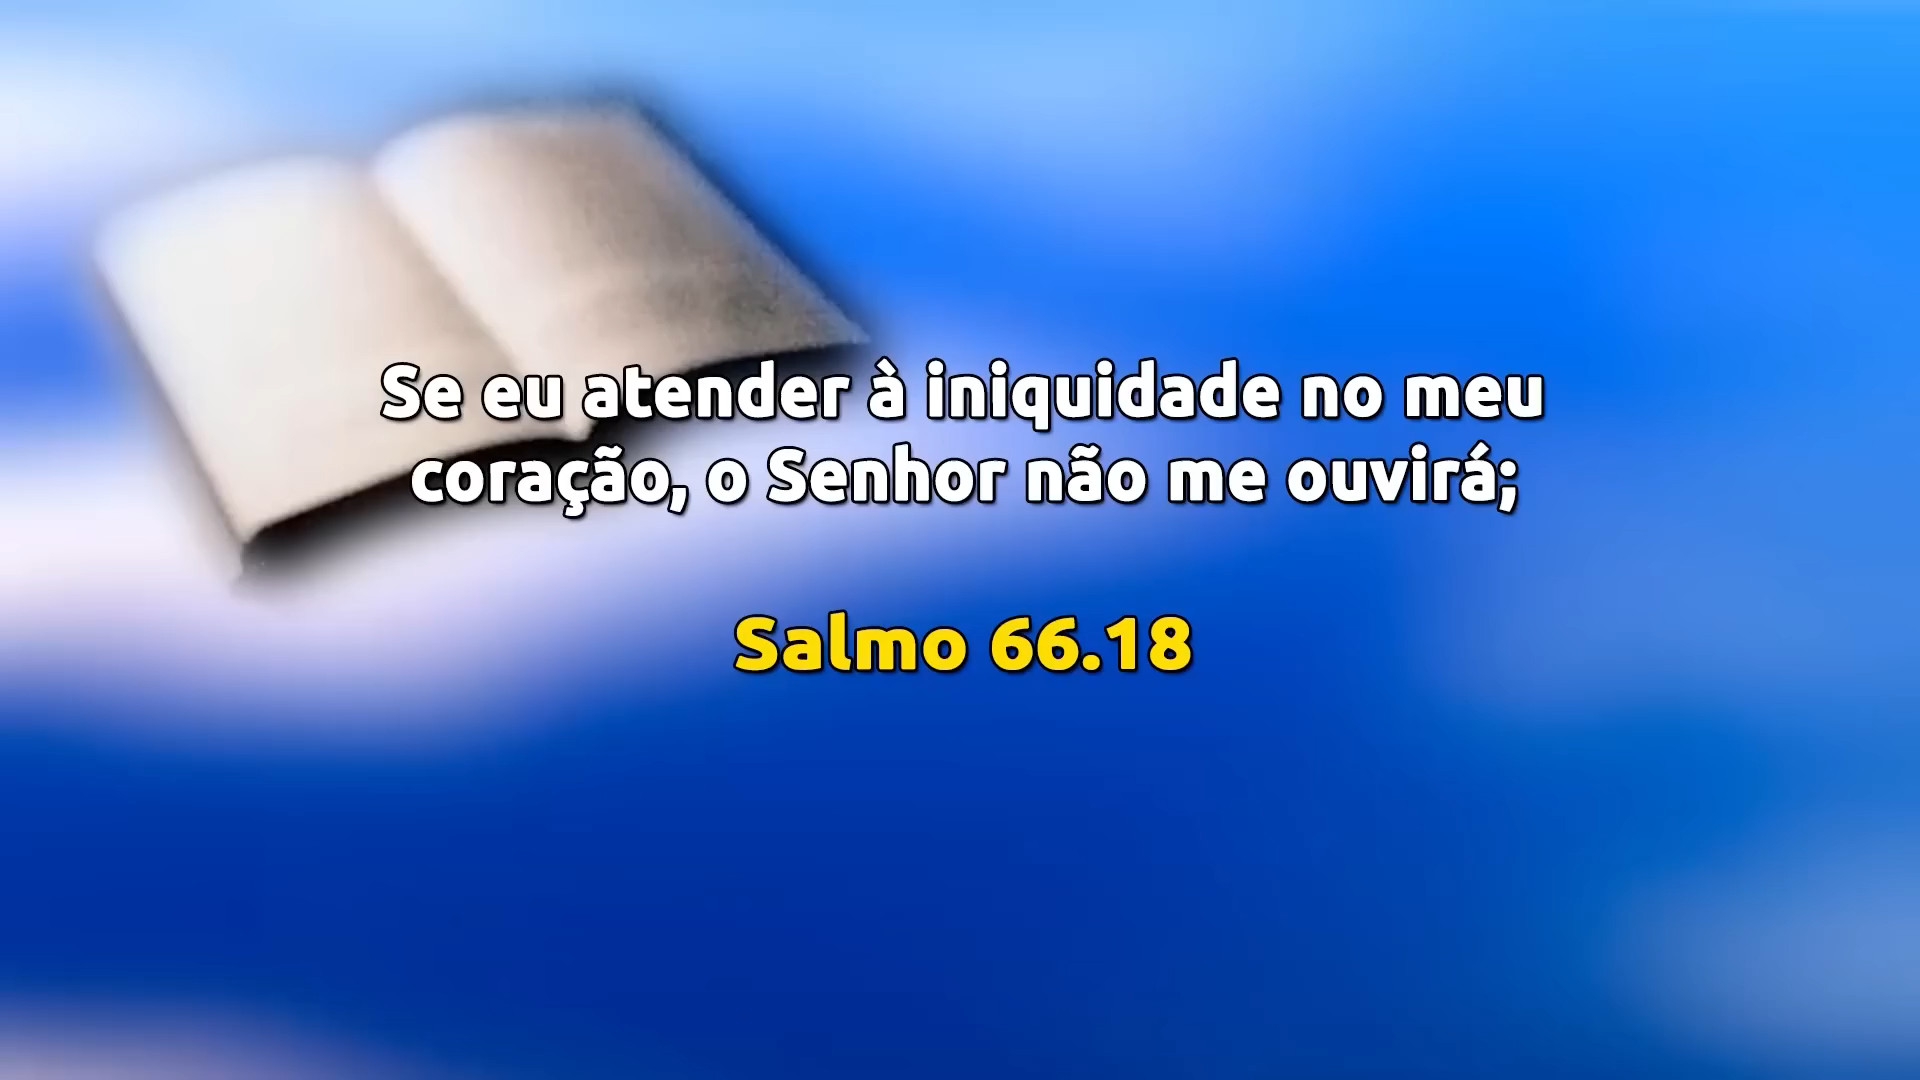 Se eu atender à iniquidade no meu
coração, o Senhor não me ouvirá;
Salmo 66.18